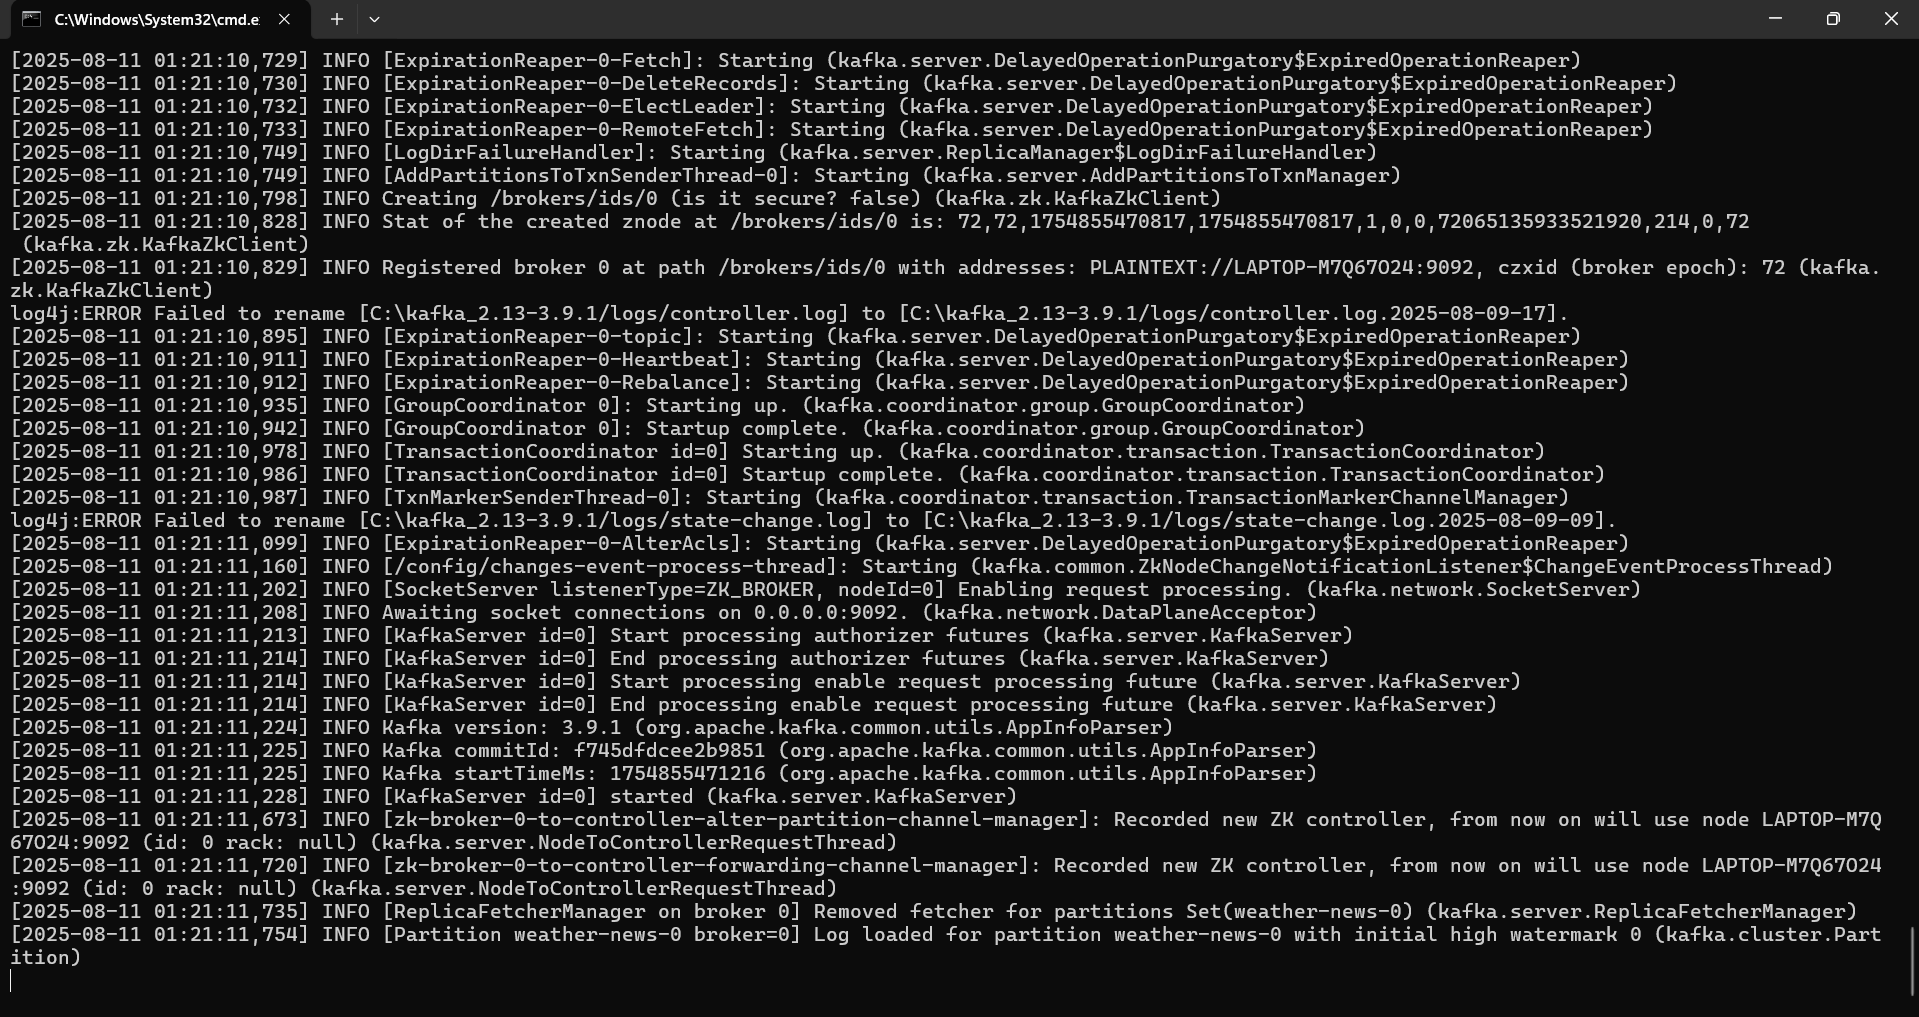 C:\Windows\System32\cmd.e
[2025-08-11 01:21:10,729] INFO [ExpirationReaper-0-Fetch]: Starting (kafka.server.DelayedOperationPurgatory$ExpiredOperationReaper)
[2025-08-11 01:21:10,730] INFO [ExpirationReaper-0-DeleteRecords]: Starting (kafka.server.DelayedOperationPurgatory$ExpiredOperationReaper)
[2025-08-11 01:21:10,732] INFO [ExpirationReaper-0-ElectLeader]: Starting (kafka.server.DelayedOperationPurgatory$ExpiredOperationReaper)
[2025-08-11 01:21:10,733] INFO [ExpirationReaper-0-RemoteFetch]: Starting (kafka.server.DelayedOperationPurgatory$ExpiredOperationReaper)
[2025-08-11 01:21:10,749] INFO [LogDirFailureHandler]: Starting (kafka.server.ReplicaManager$LogDirFailureHandler)
[2025-08-11 01:21:10,749] INFO [AddPartitionsToTxnSenderThread-0]: Starting (kafka.server.AddPartitionsToTxnManager)
[2025-08-11 01:21:10,798] INFO Creating /brokers/ids/0 (is it secure? false) (kafka.zk.KafkaZkClient)
[2025-08-11 01:21:10,828] INFO Stat of the created znode at /brokers/ids/0 is: 72,72,1754855470817,1754855470817,1,0,0,72065135933521920,214,0,72
 (kafka.zk.KafkaZkClient)
[2025-08-11 01:21:10,829] INFO Registered broker 0 at path /brokers/ids/0 with addresses: PLAINTEXT://LAPTOP-M7Q67O24:9092, czxid (broker epoch): 72 (kafka.
zk.KafkaZkClient)
log4j:ERROR Failed to rename [C:\kafka_2.13-3.9.1/logs/controller.log] to [C:\kafka_2.13-3.9.1/logs/controller.log.2025-08-09-17].
[2025-08-11 01:21:10,895] INFO [ExpirationReaper-0-topic]: Starting (kafka.server.DelayedOperationPurgatory$ExpiredOperationReaper)
[2025-08-11 01:21:10,911] INFO [ExpirationReaper-0-Heartbeat]: Starting (kafka.server.DelayedOperationPurgatory$ExpiredOperationReaper)
[2025-08-11 01:21:10,912] INFO [ExpirationReaper-0-Rebalance]: Starting (kafka.server.DelayedOperationPurgatory$ExpiredOperationReaper)
[2025-08-11 01:21:10,935] INFO [GroupCoordinator 0]: Starting up. (kafka.coordinator.group.GroupCoordinator)
[2025-08-11 01:21:10,942] INFO [GroupCoordinator 0]: Startup complete. (kafka.coordinator.group.GroupCoordinator)
[2025-08-11 01:21:10,978] INFO [TransactionCoordinator id=0] Starting up. (kafka.coordinator.transaction.TransactionCoordinator)
[2025-08-11 01:21:10,986] INFO [TransactionCoordinator id=0] Startup complete. (kafka.coordinator.transaction.TransactionCoordinator)
[2025-08-11 01:21:10,987] INFO [TxnMarkerSenderThread-0]: Starting (kafka.coordinator.transaction.TransactionMarkerChannelManager)
log4j:ERROR Failed to rename [C:\kafka_2.13-3.9.1/logs/state-change.log] to [C:\kafka_2.13-3.9.1/logs/state-change.log.2025-08-09-09].
[2025-08-11 01:21:11,099] INFO [ExpirationReaper-0-AlterAcls]: Starting (kafka.server.DelayedOperationPurgatory$ExpiredOperationReaper)
[2025-08-11 01:21:11,160] INFO [/config/changes-event-process-thread]: Starting (kafka.common.ZkNodeChangeNotificationListener$ChangeEventProcessThread)
[2025-08-11 01:21:11,202] INFO [SocketServer listenerType=ZK_BROKER, nodeId=0] Enabling request processing. (kafka.network.SocketServer)
[2025-08-11 01:21:11,208] INFO Awaiting socket connections on 0.0.0.0:9092. (kafka.network.DataPlaneAcceptor)
[2025-08-11 01:21:11,213] INFO [KafkaServer id=0] Start processing authorizer futures (kafka.server.KafkaServer)
[2025-08-11 01:21:11,214] INFO [KafkaServer id=0] End processing authorizer futures (kafka.server.KafkaServer)
[2025-08-11 01:21:11,214] INFO [KafkaServer id=0] Start processing enable request processing future (kafka.server.KafkaServer)
[2025-08-11 01:21:11,214] INFO [KafkaServer id=0] End processing enable request processing future (kafka.server.KafkaServer)
[2025-08-11 01:21:11,224] INFO Kafka version: 3.9.1 (org.apache.kafka.common.utils.AppInfoParser)
[2025-08-11 01:21:11,225] INFO Kafka commitId: f745dfdcee2b9851 (org.apache.kafka.common.utils.AppInfoParser)
[2025-08-11 01:21:11,225] INFO Kafka startTimeMs: 1754855471216 (org.apache.kafka.common.utils.AppInfoParser)
[2025-08-11 01:21:11,228] INFO [KafkaServer id=0] started (kafka.server.KafkaServer)
[2025-08-11 01:21:11,673] INFO [zk-broker-0-to-controller-alter-partition-channel-manager]: Recorded new ZK controller, from now on will use node LAPTOP-M7Q
67O24:9092 (id: 0 rack: null) (kafka.server.NodeToControllerRequestThread)
[2025-08-11 01:21:11,720] INFO [zk-broker-0-to-controller-forwarding-channel-manager]: Recorded new ZK controller, from now on will use node LAPTOP-M7Q67O24
:9092 (id: 0 rack: null) (kafka.server.NodeToControllerRequestThread)
[2025-08-11 01:21:11,735] INFO [ReplicaFetcherManager on broker 0] Removed fetcher for partitions Set(weather-news-0) (kafka.server.ReplicaFetcherManager)
[2025-08-11 01:21:11,754] INFO [Partition weather-news-0 broker=0] Log loaded for partition weather-news-0 with initial high watermark 0 (kafka.cluster.Part
ition)